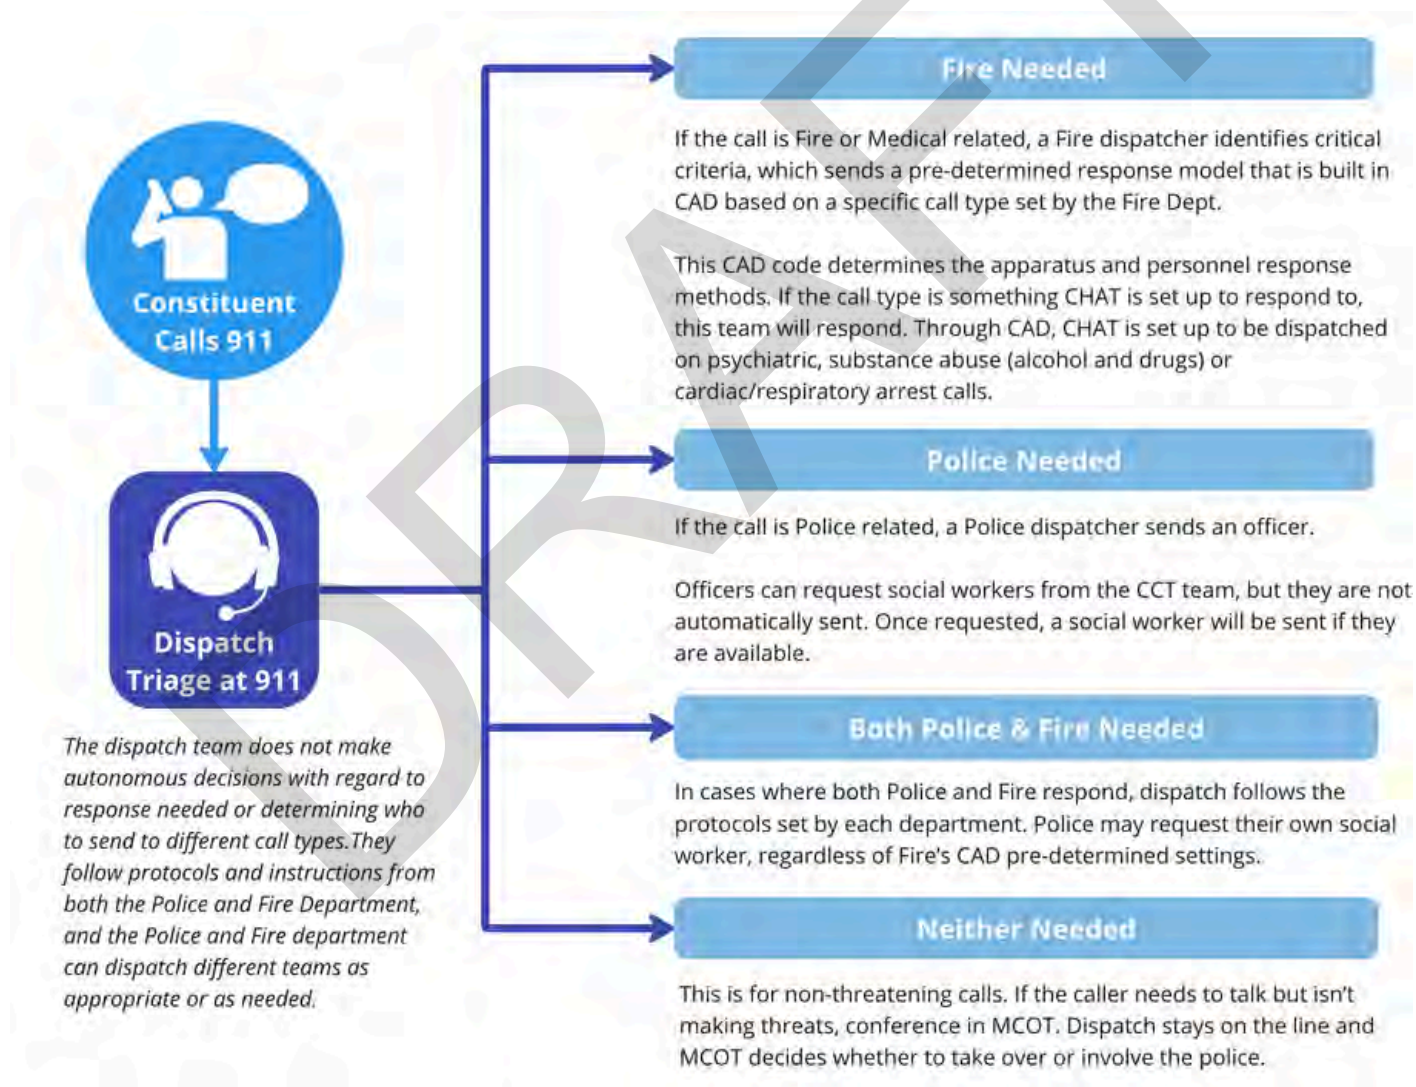 Constituent
Calls 911
Dispatch
Triage at 911
The dispatch team does not make
autonomous decisions with regard to
response needed or determining who
to send to different call types.They
follow protocols and instructions from
both the Police and Fire Department,
and the Police and Fire department
can dispatch different teams as
appropriate or as needed.
Fire Needed
If the call is Fire or Medical related, a Fire dispatcher identifies critical
criteria, which sends a pre-determined response model that is built in
CAD based on a specific call type set by the Fire Dept.
This CAD code determines the apparatus and personnel response
methods. If the call type is something CHAT is set up to respond to,
this team will respond. Through CAD, CHAT is set up to be dispatched
on psychiatric, substance abuse (alcohol and drugs) or
cardiac/respiratory arrest calls.
Police Needed
If the call is Police related, a Police dispatcher sends an officer.
Officers can request social workers from the CCT team, but they are not
automatically sent. Once requested, a social worker will be sent if they
are available.
Both Police & Fire Needed
In cases where both Police and Fire respond, dispatch follows the
protocols set by each department. Police may request their own social
worker, regardless of Fire's CAD pre-determined settings.
Neither Needed
This is for non-threatening calls. If the caller needs to talk but isn't
making threats, conference in MCOT. Dispatch stays on the line and
MCOT decides whether to take over or involve the police.
DRAFT